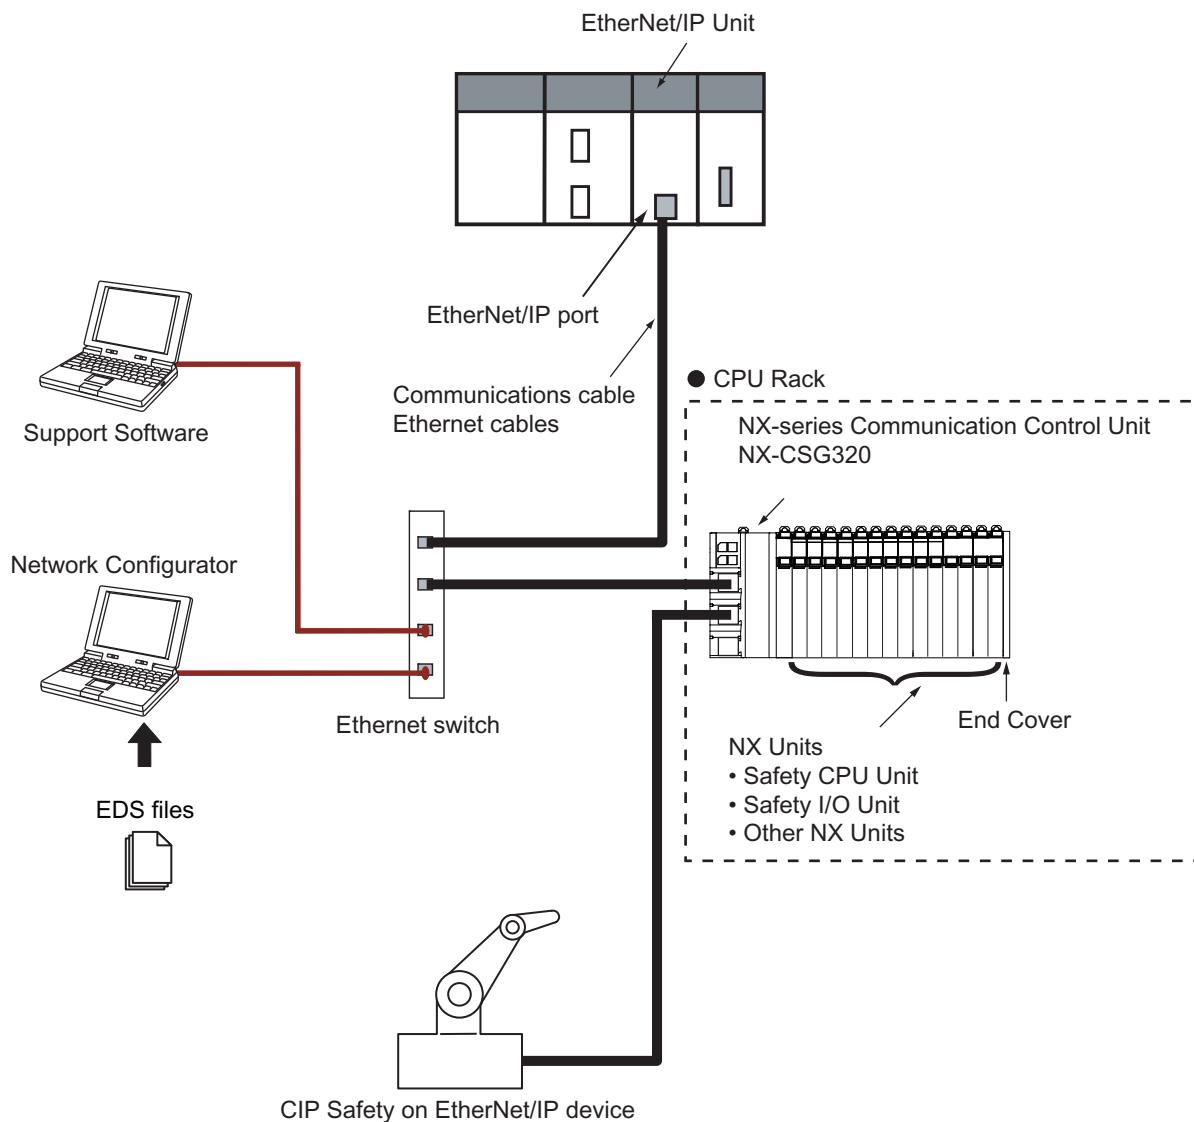 EtherNet/IP Unit
EtherNet/IP port
Communications cable
Ethernet cables
● CPU Rack
NX-series Communication Control Unit
NX-CSG320
Support Software
Network Configurator
Ethernet switch
End Cover
NX Units
• Safety CPU Unit
• Safety I/O Unit
• Other NX Units
EDS files
CIP Safety on EtherNet/IP device